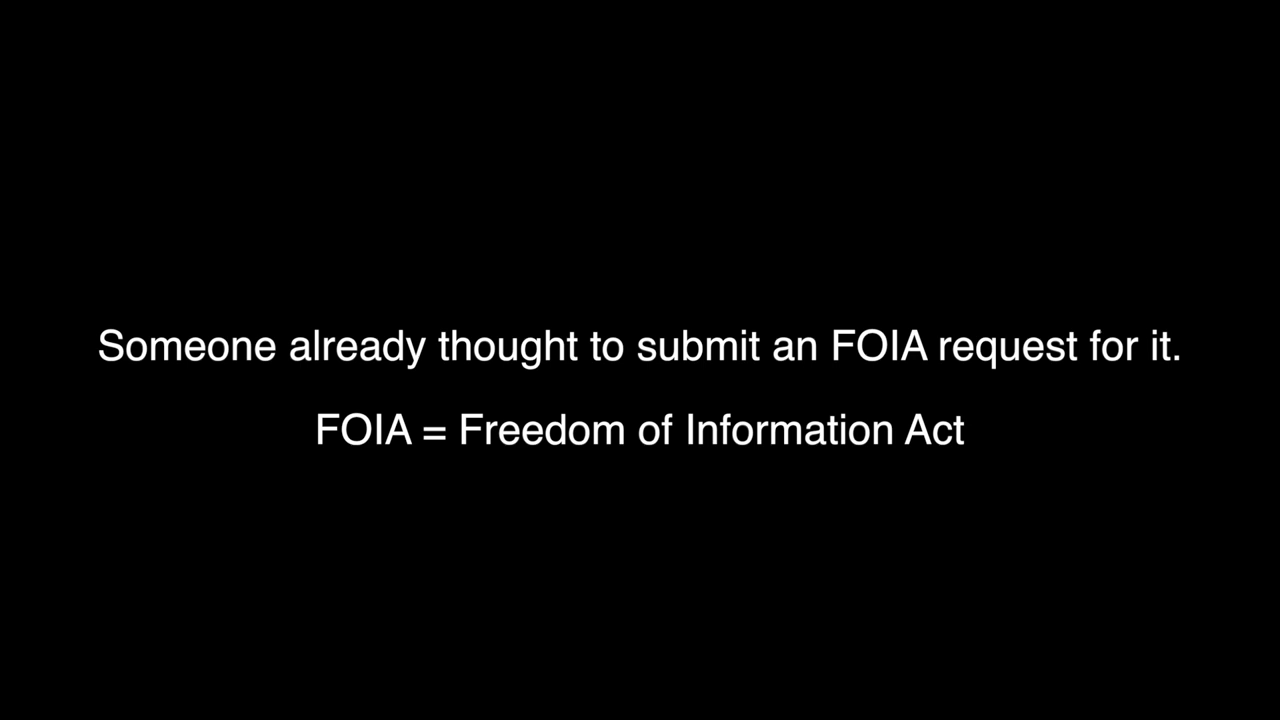 Someone already thought to submit an FOIA request for it.
FOIA = Freedom of Information Act